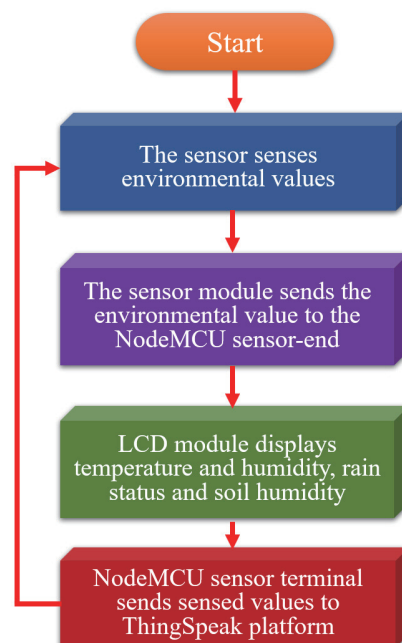 Start
The sensor senses
environmental values
The sensor module sends the
environmental value to the
NodeMCU sensor-end
LCD module displays
temperature and humidity, rain
status and soil humidity
NodeMCU sensor terminal
sends sensed values to
ThingSpeak platform